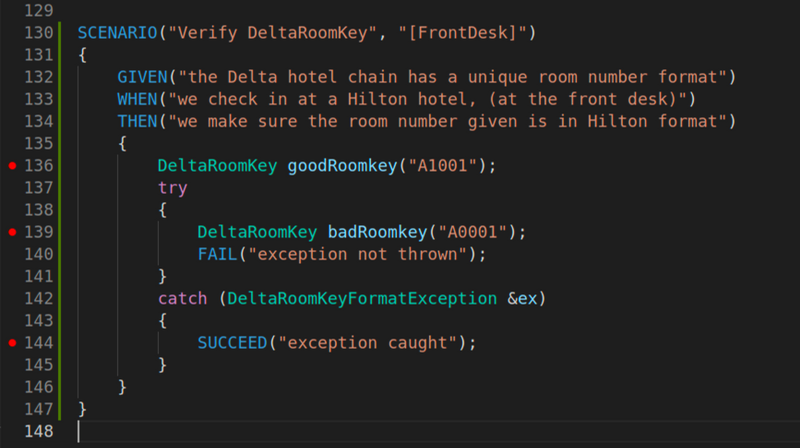 129
130 SCENARIO("Verify DeltaRoomKey", "[FrontDesk]")
131 {
132     GIVEN("the Delta hotel chain has a unique room number format")
133     WHEN("we check in at a Hilton hotel, (at the front desk)")
134     THEN("we make sure the room number given is in Hilton format")
135     {
136         DeltaRoomKey goodRoomkey("A1001");
137         try
138         {
139             DeltaRoomKey badRoomkey("A0001");
140             FAIL("exception not thrown");
141         }
142         catch (DeltaRoomKeyFormatException &ex)
143         {
144             SUCCEED("exception caught");
145         }
146     }
147 }
148